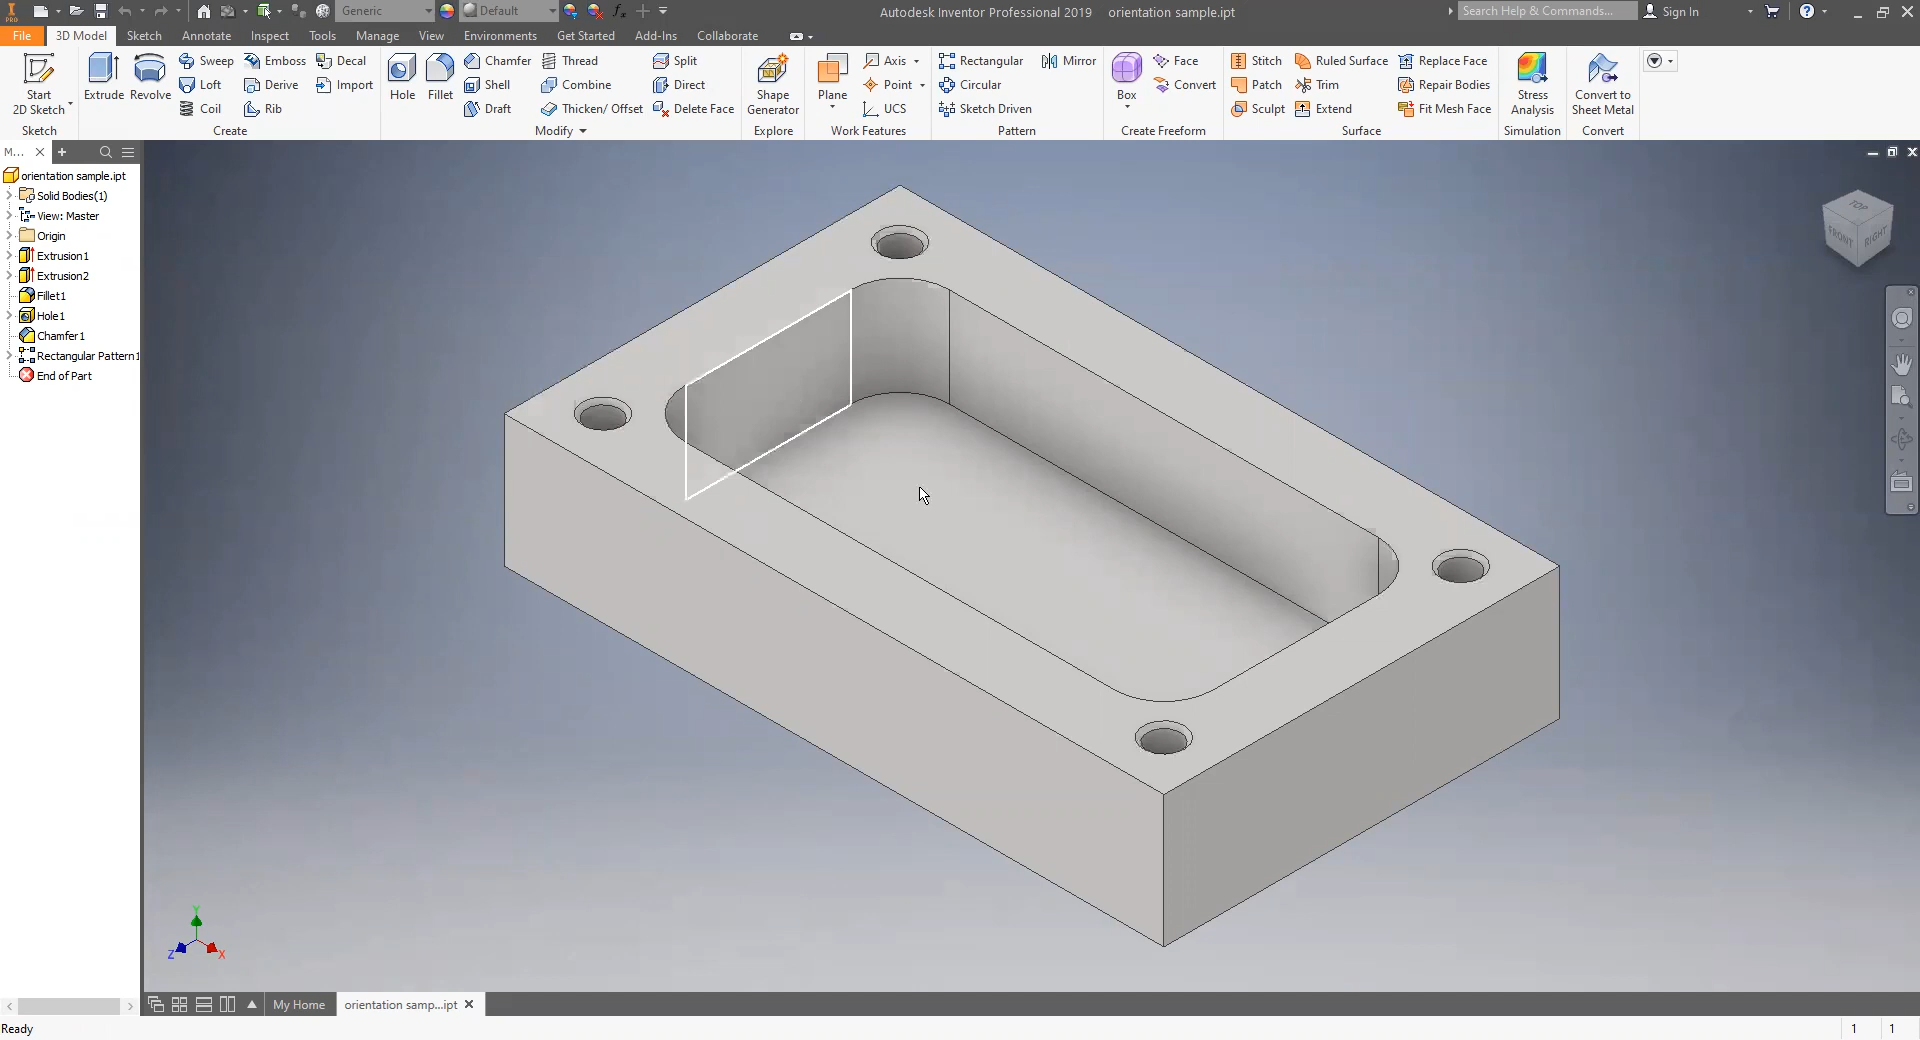 PRO
Generic
Default
fx
Autodesk Inventor Professional 2019 orientation sample.ipt
Search Help & Commands...
Sign In
File 3D Model Sketch Annotate Inspect Tools Manage View Environments Get Started Add-Ins Collaborate
Start
2D Sketch
Sketch
Extrude
Revolve
Sweep
Emboss
Decal
Loft
Derive
Import
Coil
Rib
Create
Hole
Fillet
Chamfer
Thread
Split
Shell
Combine
Direct
Draft
Thicken/ Offset
Delete Face
Modify
Shape
Generator
Explore
Plane
Axis
Point
UCS
Work Features
Rectangular
Mirror
Circular
Sketch Driven
Pattern
Box
Face
Convert
Create Freeform
Stitch
Ruled Surface
Replace Face
Patch
Trim
Repair Bodies
Sculpt
Extend
Fit Mesh Face
Surface
Stress
Analysis
Simulation
Convert to
Sheet Metal
Convert
M...
orientation sample.ipt
Solid Bodies(1)
View: Master
Origin
Extrusion1
Extrusion2
Fillet1
Hole1
Chamfer1
Rectangular Pattern1
End of Part
TOP
FRONT
RIGHT
Y
Z
X
My Home
orientation samp...ipt
Ready
1 1